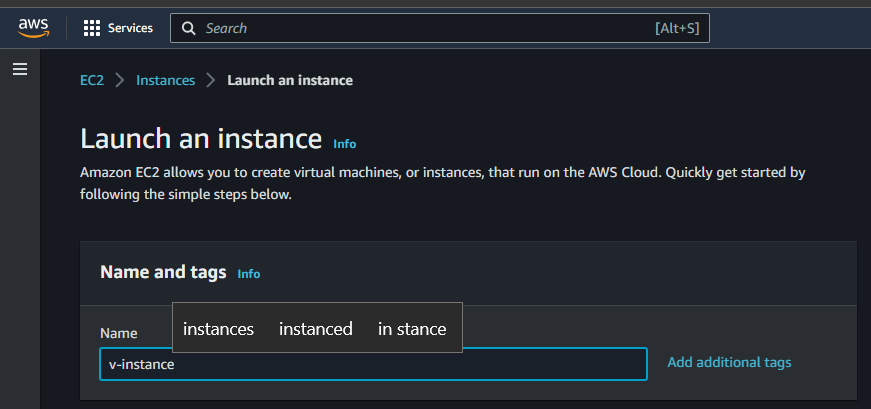 aws Services Search [Alt+S]
EC2 Instances Launch an instance
Launch an instance Info
Amazon EC2 allows you to create virtual machines, or instances, that run on the AWS Cloud. Quickly get started by
following the simple steps below.
Name and tags Info
instances instanced in stance
Name
v-instance Add additional tags